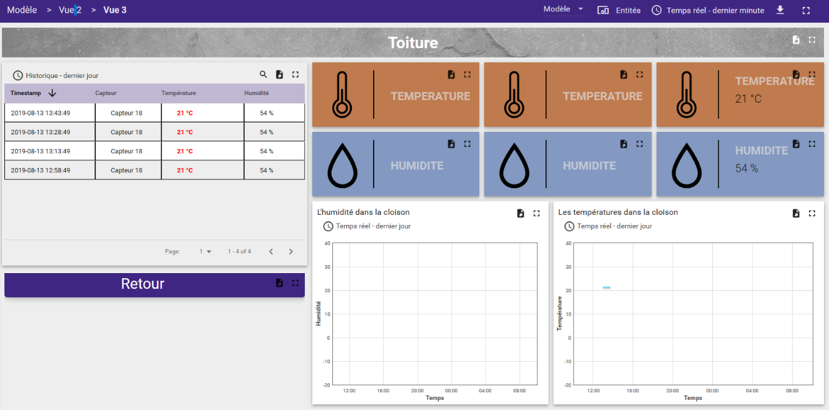 Modèle > Vue 2 > Vue 3
Modèle Entités Temps réel - dernier minute
Toiture
Historique - dernier jour
Timestamp Capteur Température Humidité
2019-08-13 13:43:49 Capteur 18 21 °C 54 %
2019-08-13 13:28:49 Capteur 18 21 °C 54 %
2019-08-13 13:13:49 Capteur 18 21 °C 54 %
2019-08-13 12:58:49 Capteur 18 21 °C 54 %
Page: 1 1 - 4 of 4
Retour
TEMPERATURE
TEMPERATURE
TEMPERATURE
21 °C
HUMIDITE
HUMIDITE
HUMIDITE
54 %
L'humidité dans la cloison
Temps réel - dernier jour
Humidité
40
30
20
10
0
-10
-20
12:00 16:00 20:00 00:00 04:00 08:00
Temps
Les températures dans la cloison
Temps réel - dernier jour
Température
40
30
20
10
0
-10
-20
12:00 16:00 20:00 00:00 04:00 08:00
Temps